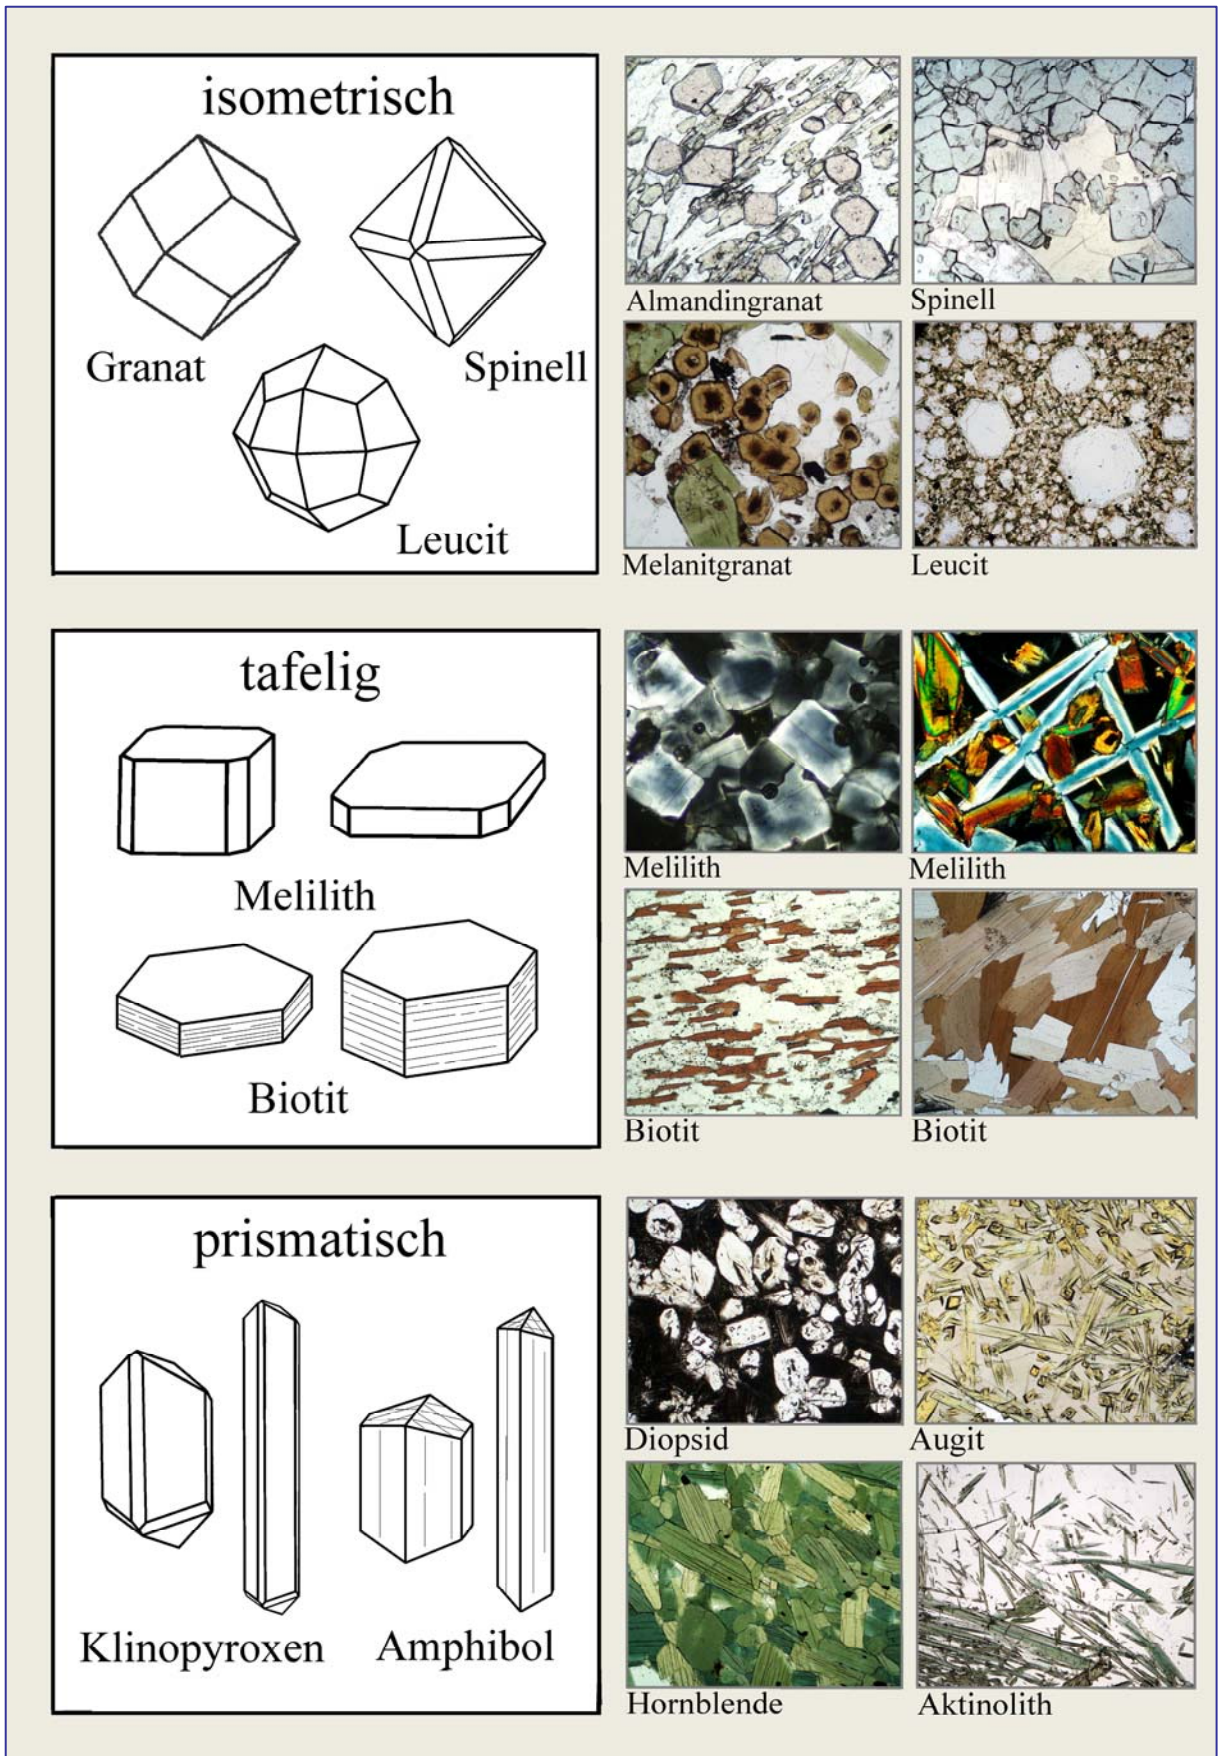 isometrisch
Granat
Spinell
Leucit
Almandingranat
Spinell
Melanitgranat
Leucit
tafelig
Melilith
Biotit
Melilith
Melilith
Biotit
Biotit
prismatisch
Klinopyroxen
Amphibol
Diopsid
Augit
Hornblende
Aktinolith